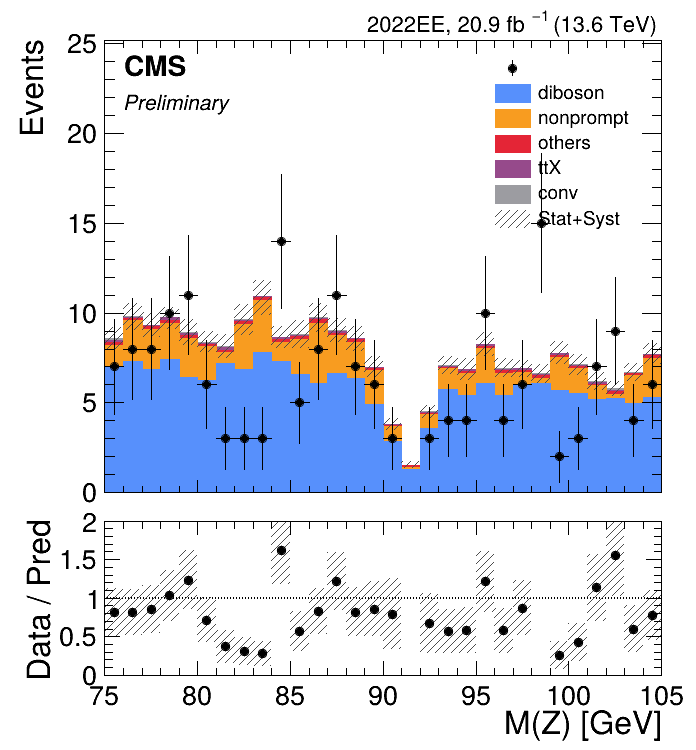 2022EE, 20.9 fb⁻¹ (13.6 TeV)
CMS
Preliminary
diboson
nonprompt
others
ttX
conv
Stat+Syst
Events
25
20
15
10
5
0
Data / Pred
2
1.5
1
0.5
0
75 80 85 90 95 100 105
M(Z) [GeV]